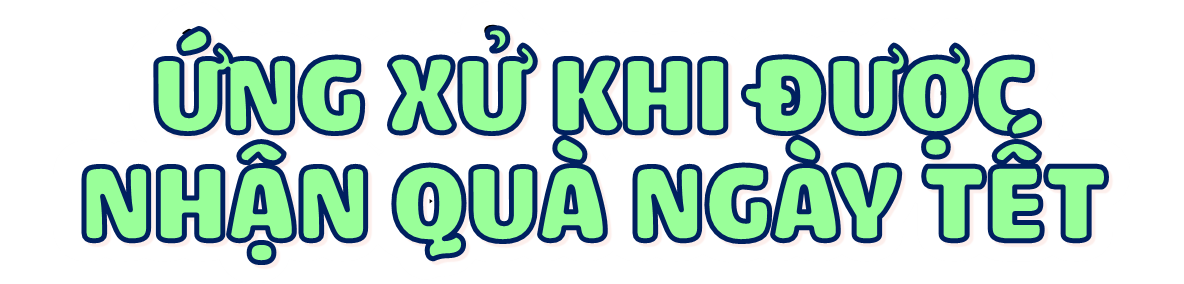 ỨNG XỬ KHI ĐƯỢC
NHẬN QUÀ NGÀY TẾT